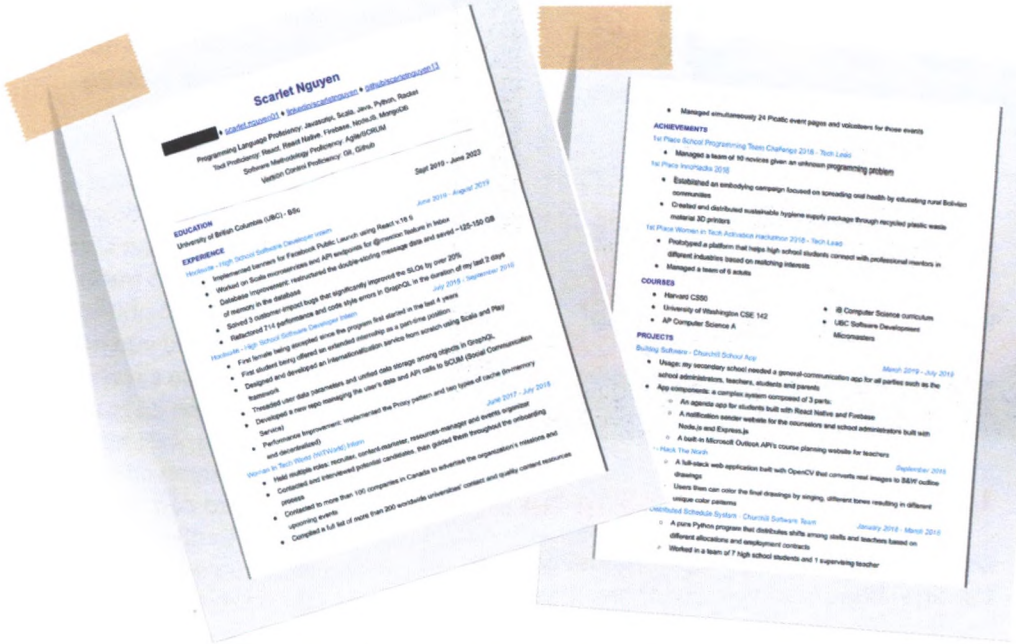 Scarlet Nguyen
♦ scarlet.nguyen01 ♦ linkedin/scarletnguyen ♦ github/scarletnguyen13
Programming Language Proficiency: Javascript, Scala, Java, Python, Racket
Tool Proficiency: React, React Native, Firebase, NodeJS, MongoDB
Software Methodology Proficiency: Agile/SCRUM
Version Control Proficiency: Git, Github
EDUCATION
University of British Columbia (UBC) - BSc Sept 2019 - June 2023
EXPERIENCE
Hootsuite - High School Software Developer Intern June 2019 - August 2019
● Implemented banners for Facebook Public Launch using React v.16
● Worked on Scala microservices and API endpoints for @mention feature in Inbox
● Database Improvement: restructured the double-storing message data and saved ~125-150 GB
of memory in the database
● Solved 3 customer-impact bugs that significantly improved the SLOs by over 20%
● Refactored 714 performance and code style errors in GraphQL in the duration of my last 2 days
Hootsuite - High School Software Developer Intern July 2018 - September 2018
● First female being accepted since the program first started in the last 4 years
● First student being offered an extended internship as a part-time position
● Designed and developed an internationalization service from scratch using Scala and Play
framework
● Threaded user data parameters and unified data storage among objects in GraphQL
● Developed a new repo managing the user's data and API calls to SCUM (Social Communication
Service)
● Performance Improvement: implemented the Proxy pattern and two types of cache (in-memory
and decentralized)
Women In Tech World (WITWorld) Intern June 2017 - July 2018
● Held multiple roles: recruiter, content-marketer, resources-manager and events organizer
● Contacted and interviewed potential candidates, then guided them throughout the onboarding
process
● Contacted to more than 100 companies in Canada to advertise the organization's missions and
upcoming events
● Compiled a full list of more than 200 worldwide universities' contact and quality content resources
● Managed simultaneously 24 Picatic event pages and volunteers for those events
ACHIEVEMENTS
1st Place School Programming Team Challenge 2018 - Tech Lead
● Managed a team of 10 novices given an unknown programming problem
1st Place 2018
● Established an embodying campaign focused on spreading oral health by educating rural Bolivian
communities
● Created and distributed sustainable hygiene supply package through recycled plastic waste
material 3D printers
1st Place Women in Tech Activation Hackathon 2018 - Tech Lead
● Prototyped a platform that helps high school students connect with professional mentors in
different industries based on matching interests
● Managed a team of 6 adults
COURSES
● Harvard CS50
● University of Washington CSE 142
● AP Computer Science A
● IB Computer Science curriculum
● UBC Software Development
Micromasters
PROJECTS
Building Software - Churchill School App March 2019 - July 2019
● Usage: my secondary school needed a general-communication app for all parties such as the
school administrators, teachers, students and parents
● App components: a complex system composed of 3 parts:
○ An agenda app for students built with React Native and Firebase
○ A notification sender website for the counselors and school administrators built with
Node.js and Express.js
○ A built-in Microsoft Outlook API's course planning website for teachers
- Hack The North September 2018
○ A full-stack web application built with OpenCV that converts real images to B&W outline
drawings
Users then can color the final drawings by singing, different tones resulting in different
unique color patterns
Distributed Schedule System - Churchill Software Team January 2018 - March 2018
○ A pure Python program that distributes shifts among staffs and teachers based on
different allocations and employment contracts
○ Worked in a team of 7 high school students and 1 supervising teacher